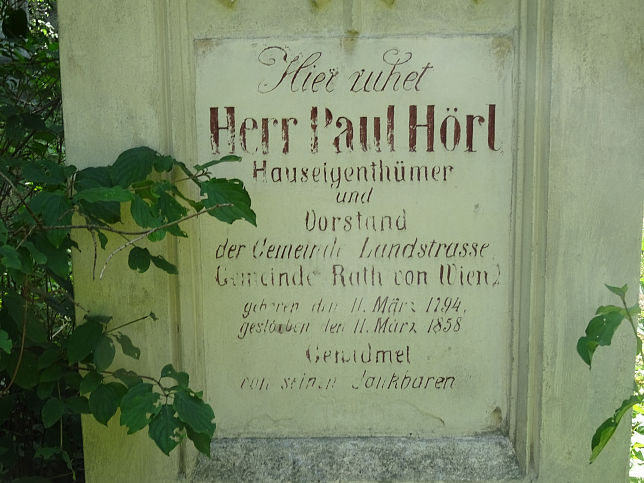 Hier ruhet
Herr Paul Hörl
Hauseigenthümer
und
Vorstand
der Gemeinde Landstrasse
Gemeinde Rath von Wien
geboren den 11. März 1794,
gestorben den 11. März 1858
Gewidmet
von seinen